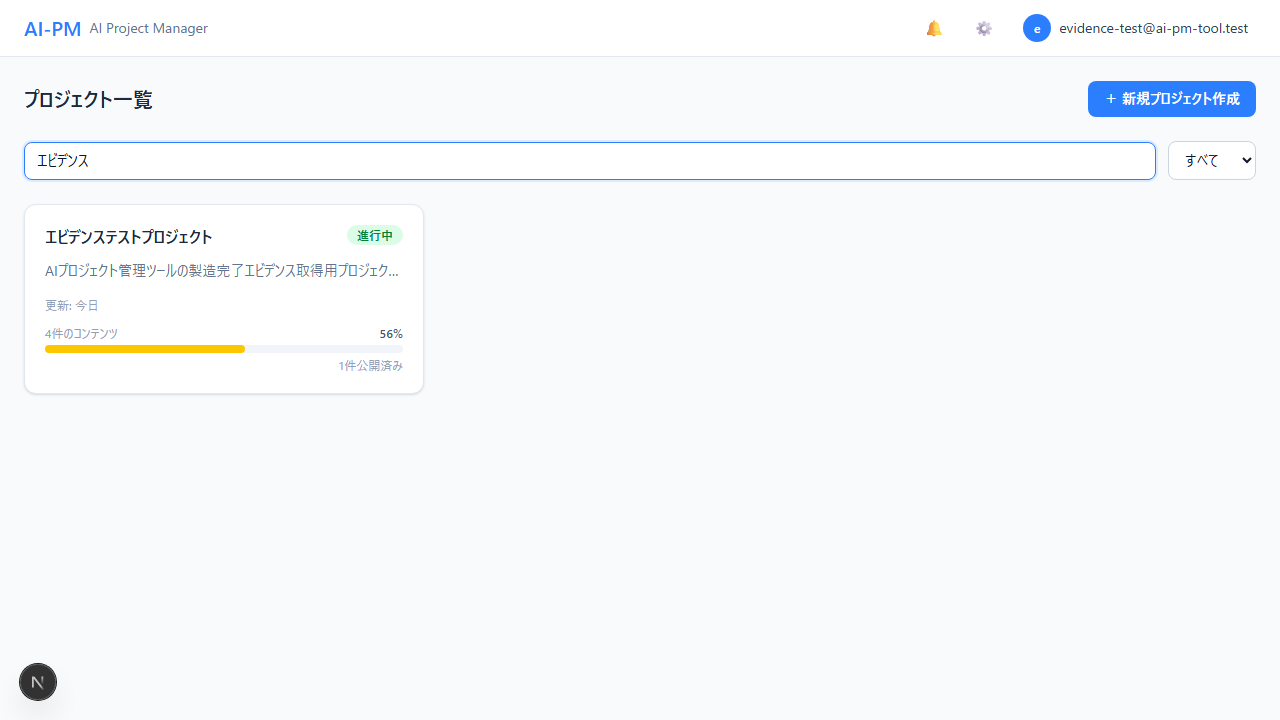 AI-PM AI Project Manager
e evidence-test@ai-pm-tool.test
プロジェクト一覧
+ 新規プロジェクト作成
エビデンス
すべて
エビデンステストプロジェクト
進行中
AIプロジェクト管理ツールの製造完了エビデンス取得用プロジェク...
更新: 今日
4件のコンテンツ
56%
1件公開済み
N